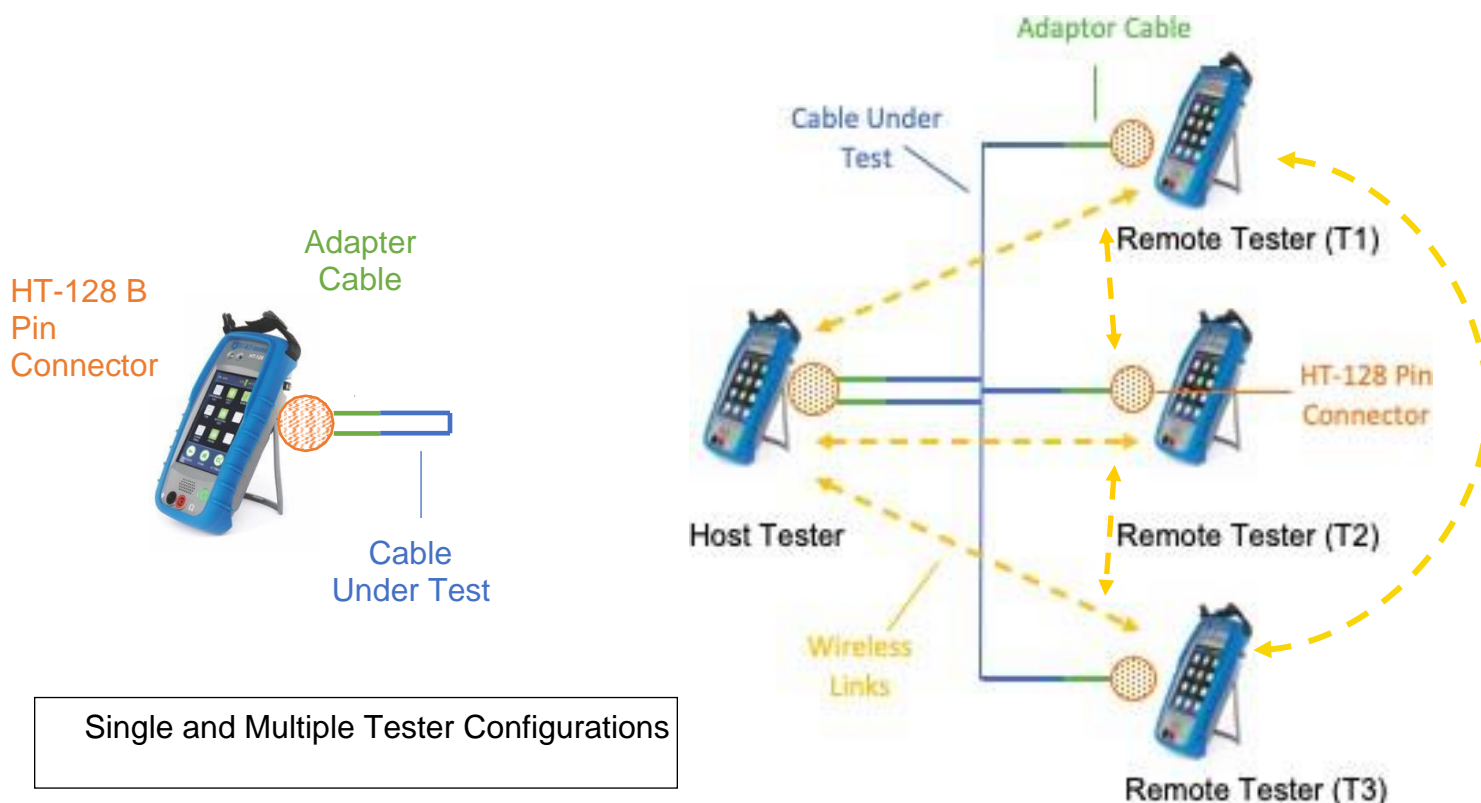 HT-128 B
Pin
Connector
Adapter
Cable
Cable
Under Test
Single and Multiple Tester Configurations
Adaptor Cable
Cable Under
Test
Remote Tester (T1)
HT-128 Pin
Connector
Host Tester
Remote Tester (T2)
Wireless
Links
Remote Tester (T3)